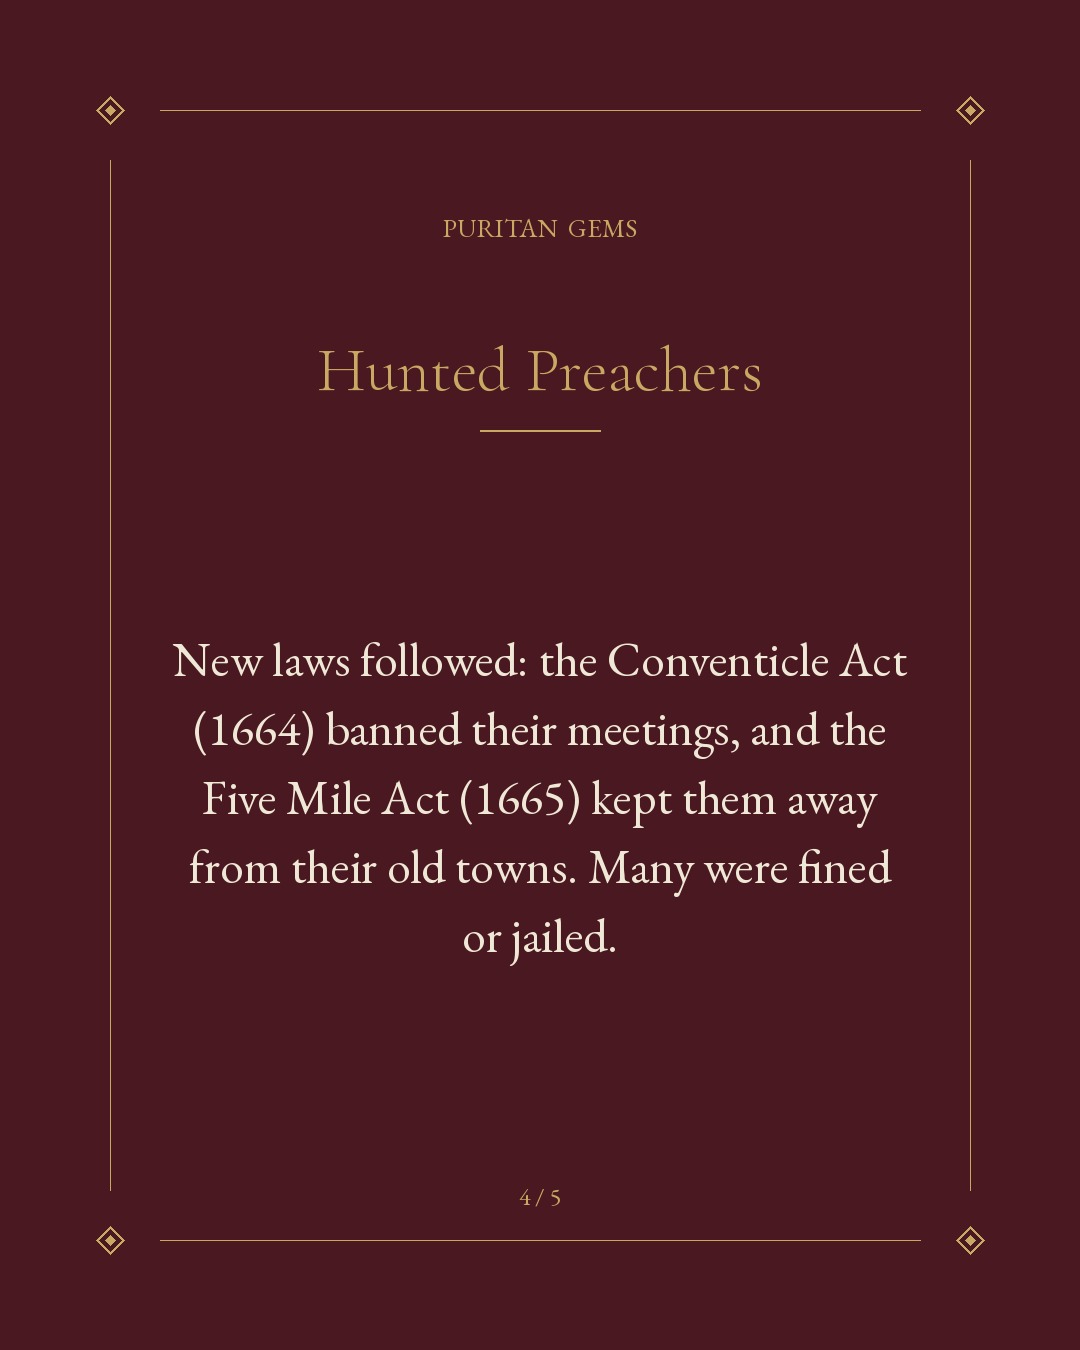 PURITAN GEMS
Hunted Preachers
New laws followed: the Conventicle Act
(1664) banned their meetings, and the
Five Mile Act (1665) kept them away
from their old towns. Many were fined
or jailed.
4 / 5